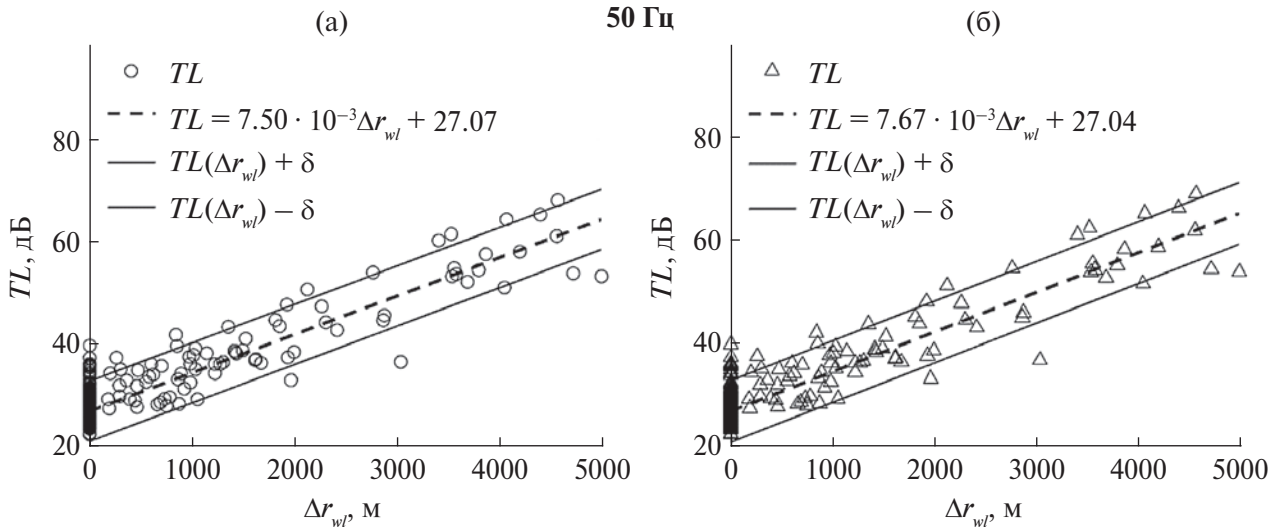 50 Гц
(а)
TL
TL = 7.50 · 10⁻³Δr_wl + 27.07
TL(Δr_wl) + δ
TL(Δr_wl) – δ
TL, дБ
80
60
40
20
0 1000 2000 3000 4000 5000
Δr_wl, м
(б)
TL
TL = 7.67 · 10⁻³Δr_wl + 27.04
TL(Δr_wl) + δ
TL(Δr_wl) – δ
TL, дБ
80
60
40
20
0 1000 2000 3000 4000 5000
Δr_wl, м